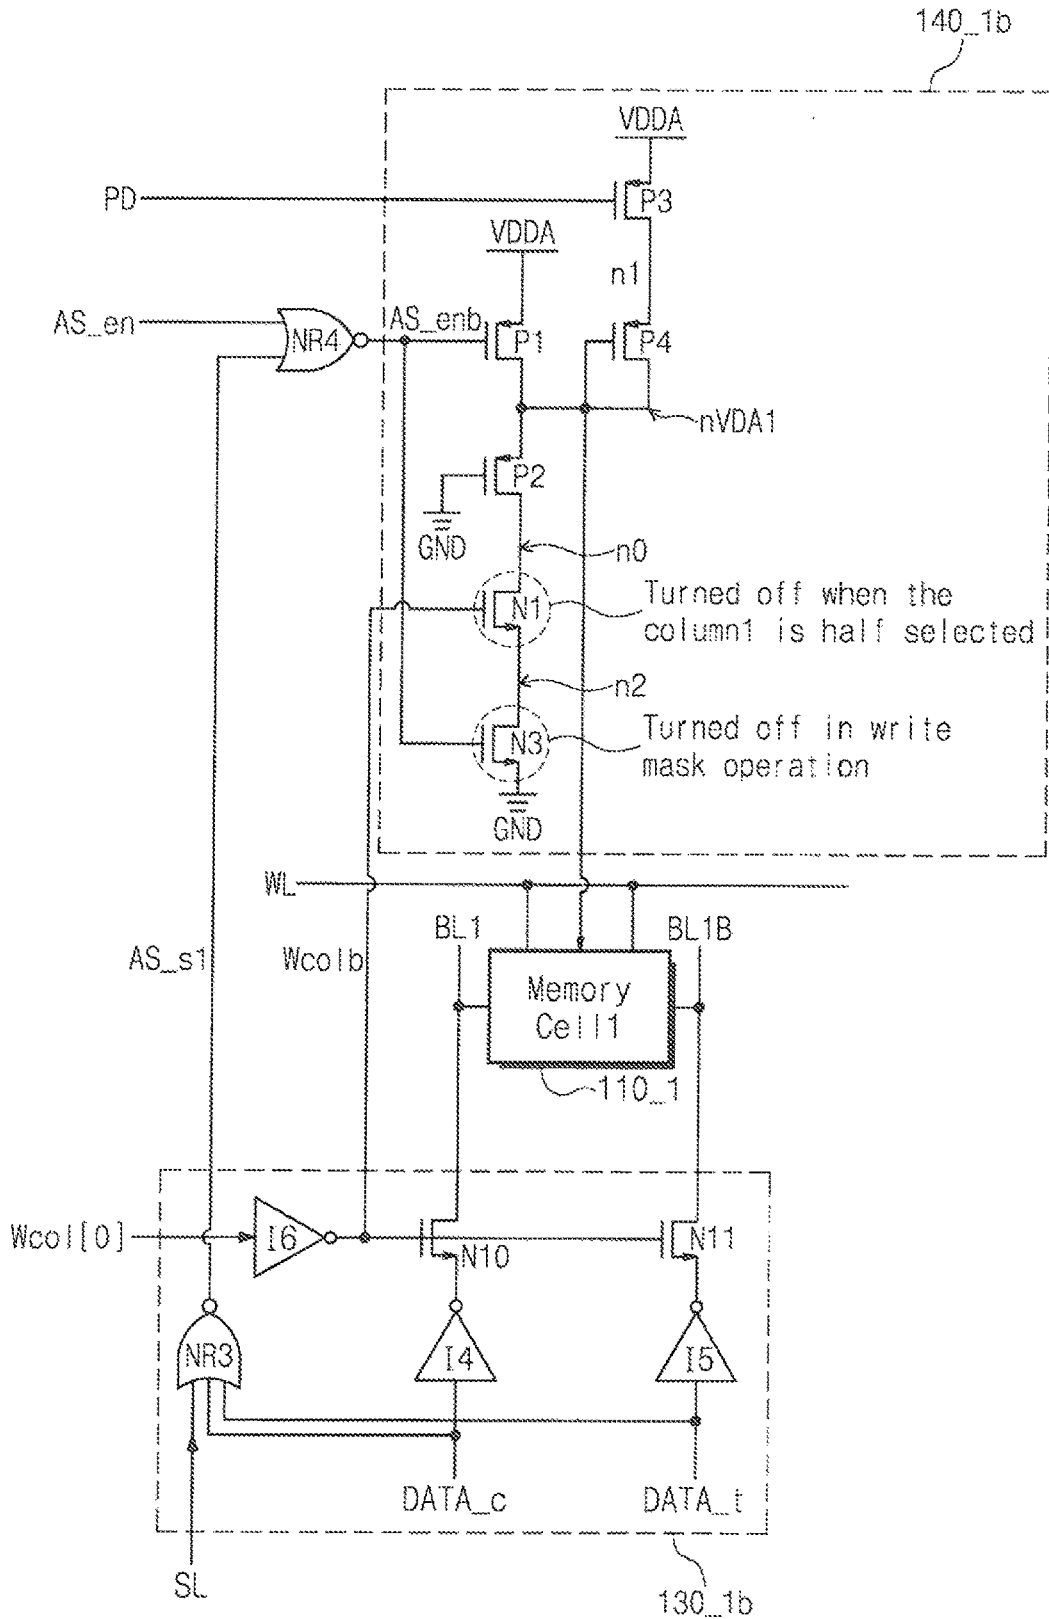 140_1b
VDDA
PD
P3
VDDA
n1
AS_en
NR4
AS_enb
P1
P4
nVDA1
P2
GND
n0
N1
Turned off when the
column1 is half selected
n2
N3
Turned off in write
mask operation
GND
WL
BL1
BL1B
AS_s1
Wcolb
Memory
Cell1
110_1
Wcol[0]
I6
N10
N11
NR3
I4
I5
DATA_c
DATA_t
SL
130_1b